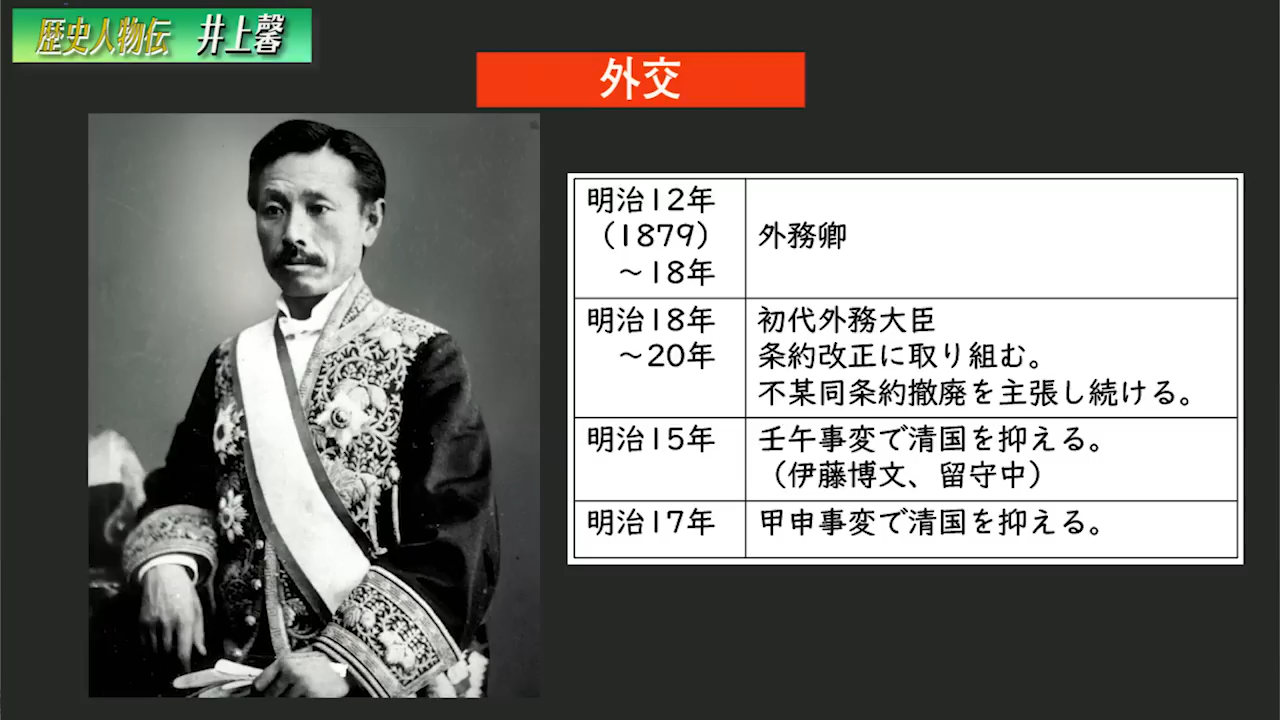 歴史人物伝 井上馨
外交
明治12年
（1879）
～18年
外務卿
明治18年
～20年
初代外務大臣
条約改正に取り組む。
不某同条約撤廃を主張し続ける。
明治15年
壬午事変で清国を抑える。
（伊藤博文、留守中）
明治17年
甲申事変で清国を抑える。